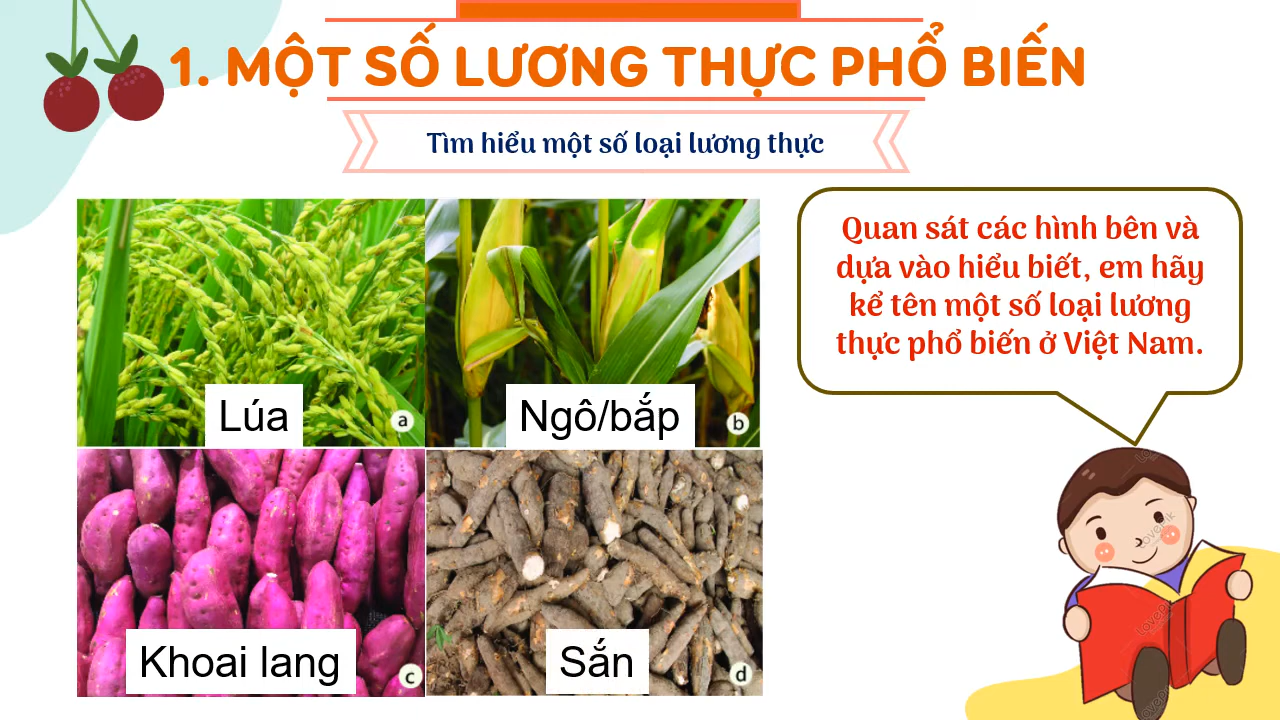 1. MỘT SỐ LƯƠNG THỰC PHỔ BIẾN
Tìm hiểu một số loại lương thực
Quan sát các hình bên và
dựa vào hiểu biết, em hãy
kể tên một số loại lương
thực phổ biến ở Việt Nam.
Lúa
a
Ngô/bắp
b
Khoai lang
c
Sắn
d